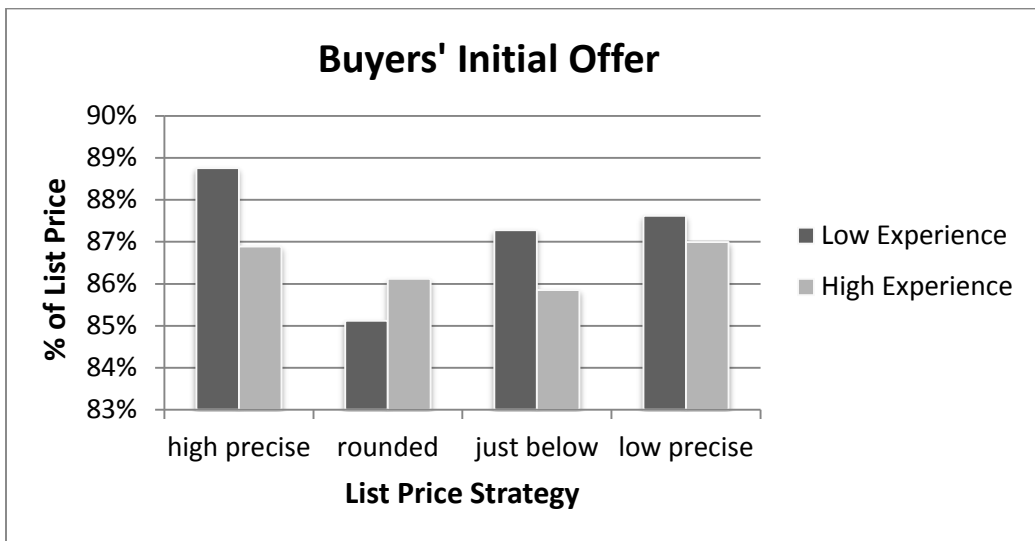 Buyers' Initial Offer
90%
89%
88%
87%
86%
85%
84%
83%
% of List Price
high precise rounded just below low precise
List Price Strategy
Low Experience
High Experience